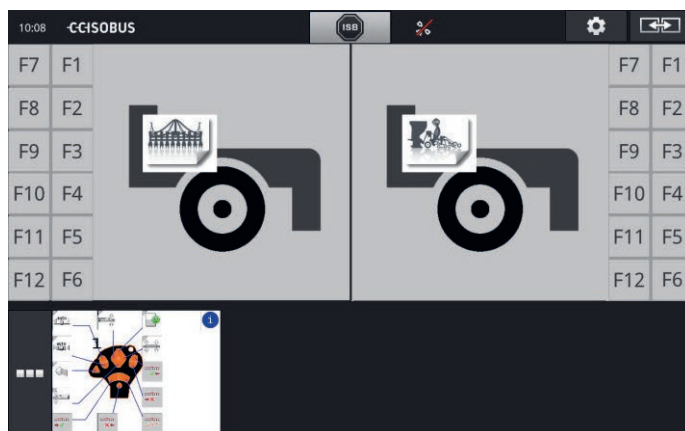 10:08 CCISOBUS ISB
F7 F1 F7 F1
F8 F2 F8 F2
F9 F3 F9 F3
F10 F4 F10 F4
F11 F5 F11 F5
F12 F6 F12 F6
1
1